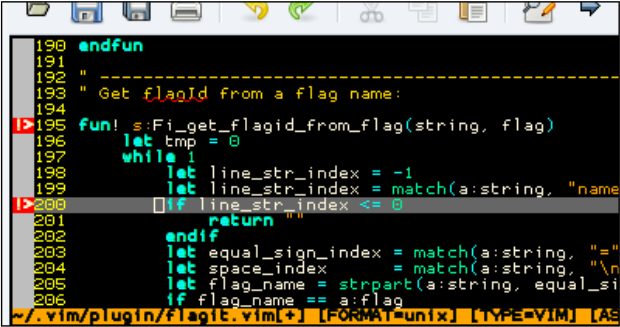 190 endfun
191
192 " ----------------------------------------------------
193 " Get flagId from a flag name:
194
!>195 fun! s:Fi_get_flagid_from_flag(string, flag)
196 let tmp = 0
197 while 1
198 let line_str_index = -1
199 let line_str_index = match(a:string, "name
!>200 if line_str_index <= 0
201 return ""
202 endif
203 let equal_sign_index = match(a:string, "="
204 let space_index = match(a:string, "\n
205 let flag_name = strpart(a:string, equal_si
206 if flag_name == a:flag
~/.vim/plugin/flagit.vim[+] [FORMAT=unix] [TYPE=VIM] [AS